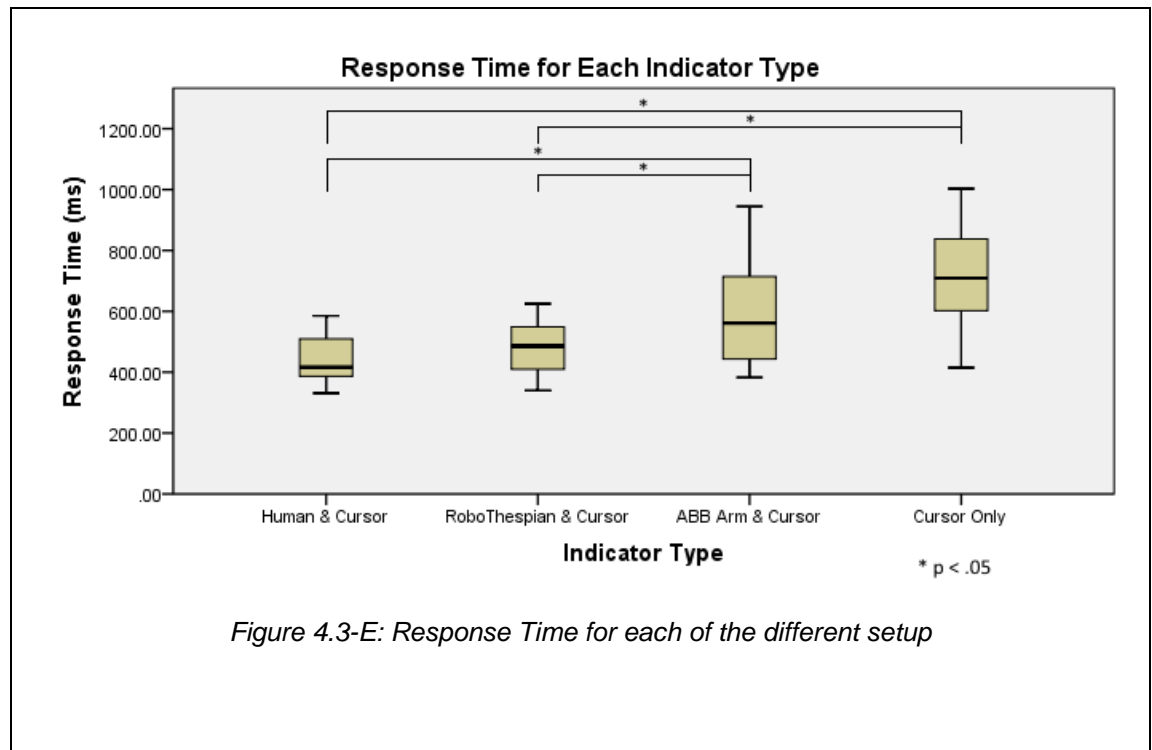 Response Time for Each Indicator Type
*
*
*
*
Response Time (ms)
1200.00
1000.00
800.00
600.00
400.00
200.00
.00
Human & Cursor RoboThespian & Cursor ABB Arm & Cursor Cursor Only
Indicator Type
* p < .05
Figure 4.3-E: Response Time for each of the different setup